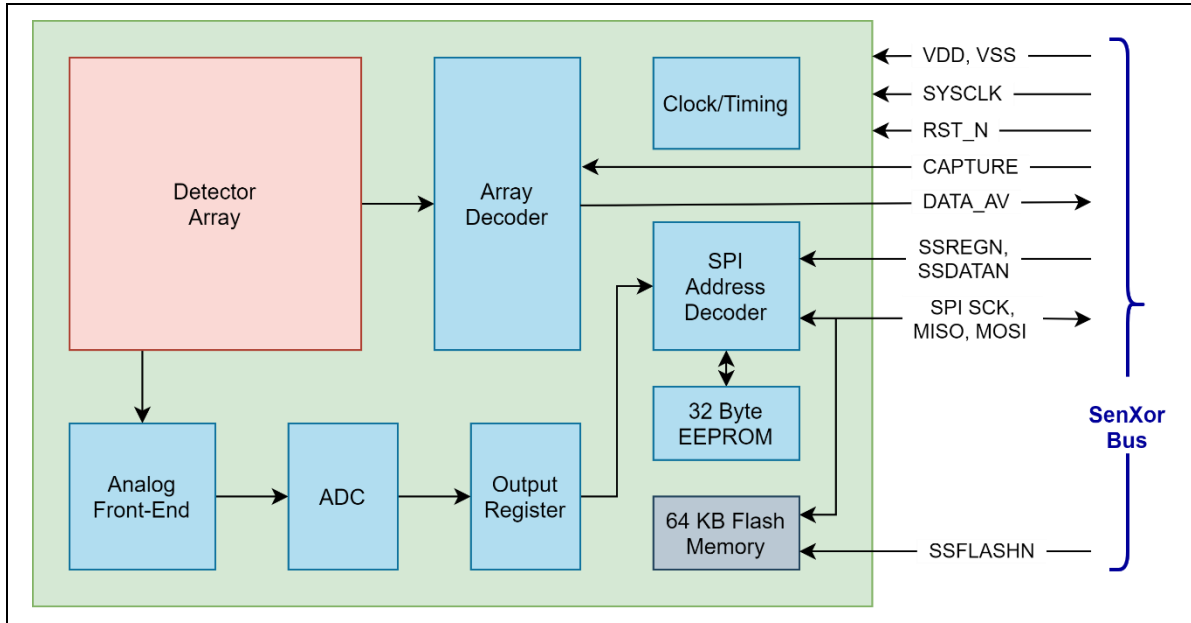 Detector
Array
Array
Decoder
Clock/Timing
VDD, VSS
SYSCLK
RST_N
CAPTURE
DATA_AV
SPI
Address
Decoder
SSREGN,
SSDATAN
SPI SCK,
MISO, MOSI
32 Byte
EEPROM
SenXor
Bus
Analog
Front-End
ADC
Output
Register
64 KB Flash
Memory
SSFLASHN